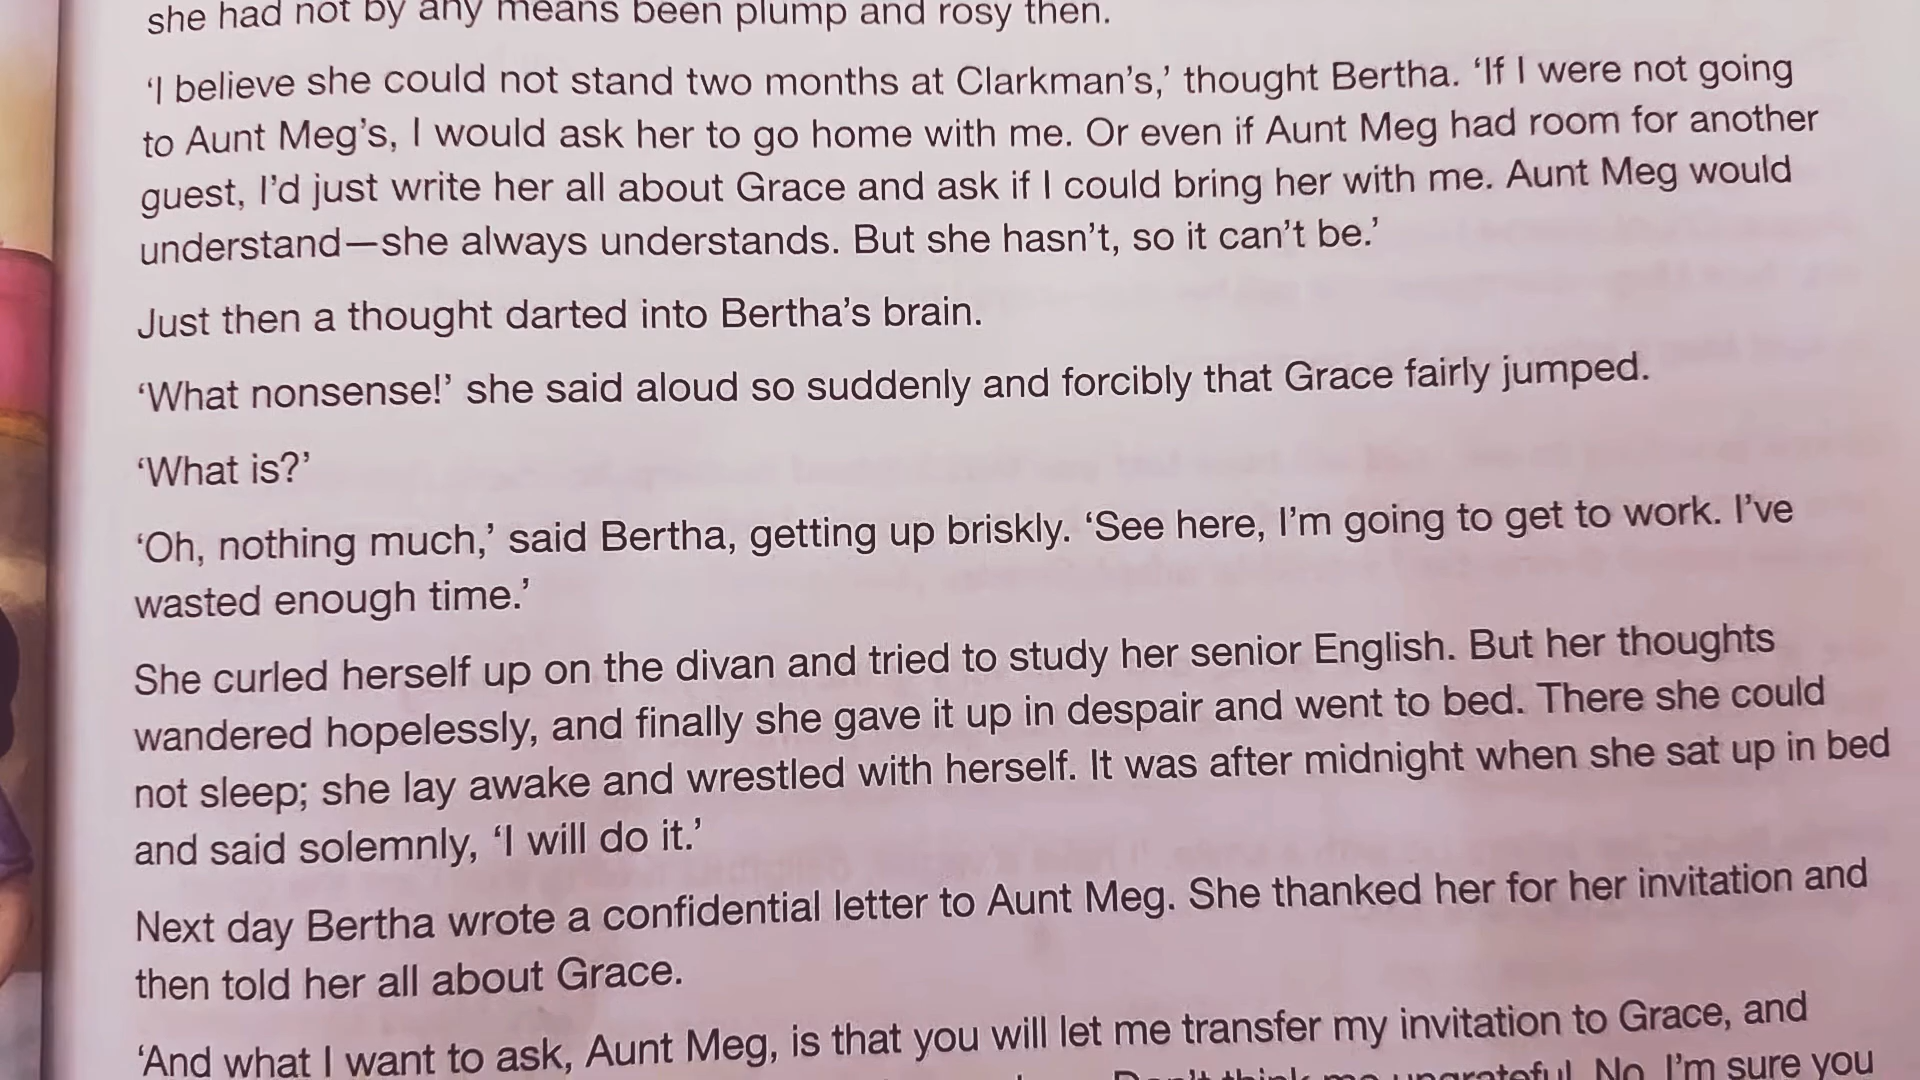 she had not by any means been plump and rosy then.
‘I believe she could not stand two months at Clarkman’s,’ thought Bertha. ‘If I were not going
to Aunt Meg’s, I would ask her to go home with me. Or even if Aunt Meg had room for another
guest, I’d just write her all about Grace and ask if I could bring her with me. Aunt Meg would
understand—she always understands. But she hasn’t, so it can’t be.’
Just then a thought darted into Bertha’s brain.
‘What nonsense!’ she said aloud so suddenly and forcibly that Grace fairly jumped.
‘What is?’
‘Oh, nothing much,’ said Bertha, getting up briskly. ‘See here, I’m going to get to work. I’ve
wasted enough time.’
She curled herself up on the divan and tried to study her senior English. But her thoughts
wandered hopelessly, and finally she gave it up in despair and went to bed. There she could
not sleep; she lay awake and wrestled with herself. It was after midnight when she sat up in bed
and said solemnly, ‘I will do it.’
Next day Bertha wrote a confidential letter to Aunt Meg. She thanked her for her invitation and
then told her all about Grace.
‘And what I want to ask, Aunt Meg, is that you will let me transfer my invitation to Grace, and
Don’t think me ungrateful. No, I’m sure you